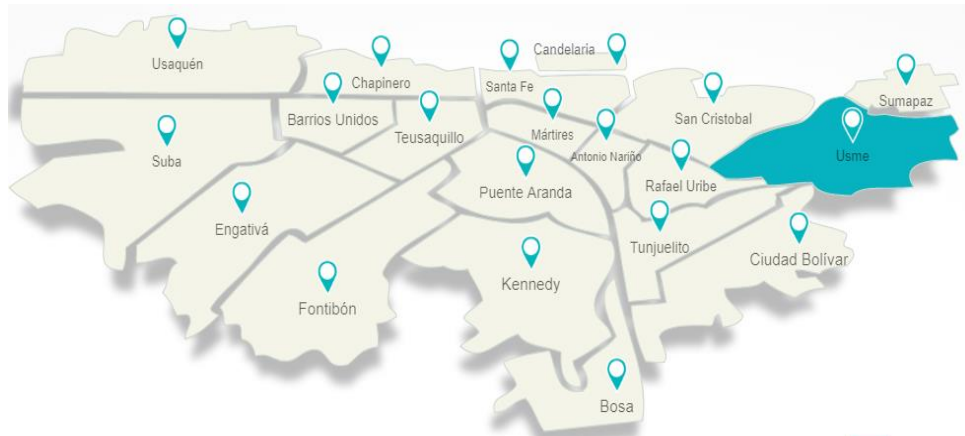 Usaquén
Chapinero
Santa Fe
Candelaría
San Cristobal
Sumapaz
Barrios Unidos
Teusaquillo
Mártires
Antonio Nariño
Usme
Suba
Puente Aranda
Rafael Uribe
Engativá
Tunjuelito
Ciudad Bolívar
Fontibón
Kennedy
Bosa